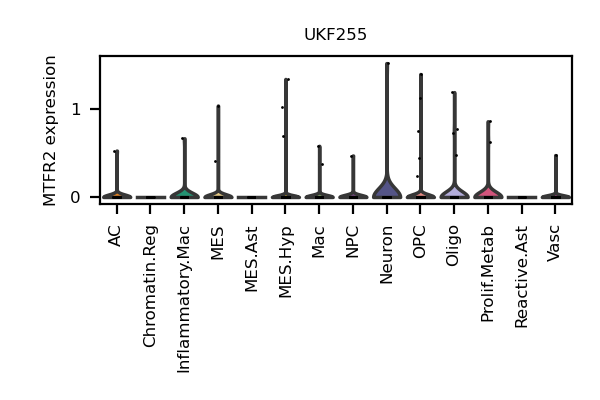 UKF255
MTFR2 expression
1
0
AC
Chromatin.Reg
Inflammatory.Mac
MES
MES.Ast
MES.Hyp
Mac
NPC
Neuron
OPC
Oligo
Prolif.Metab
Reactive.Ast
Vasc